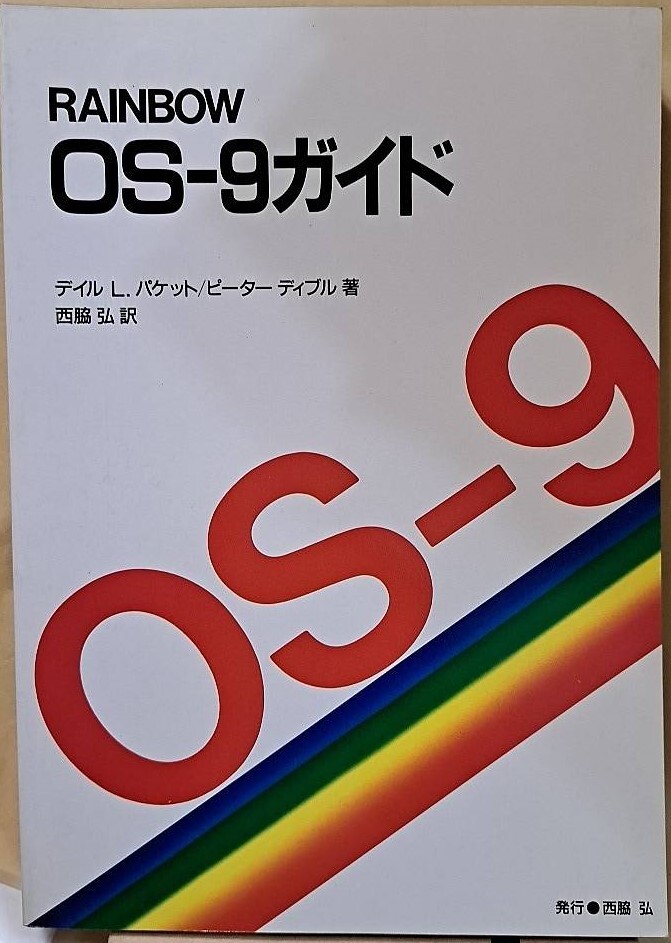 RAINBOW
OS-9ガイド
デイル L. パケット/ピーター ディブル 著
西脇 弘 訳
OS-9
発行●西脇 弘